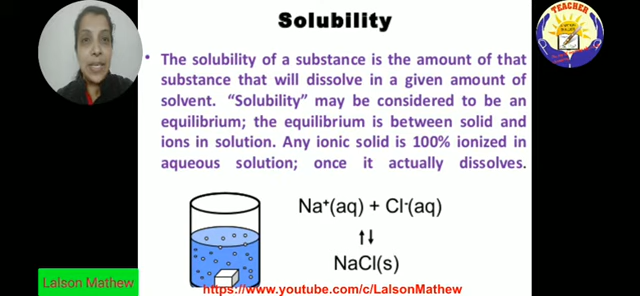 Solubility
TEACHER
• The solubility of a substance is the amount of that
substance that will dissolve in a given amount of
solvent. “Solubility” may be considered to be an
equilibrium; the equilibrium is between solid and
ions in solution. Any ionic solid is 100% ionized in
aqueous solution; once it actually dissolves.
Na⁺(aq) + Cl⁻(aq)
⇅
NaCl(s)
Lalson Mathew
https://www.youtube.com/c/LalsonMathew